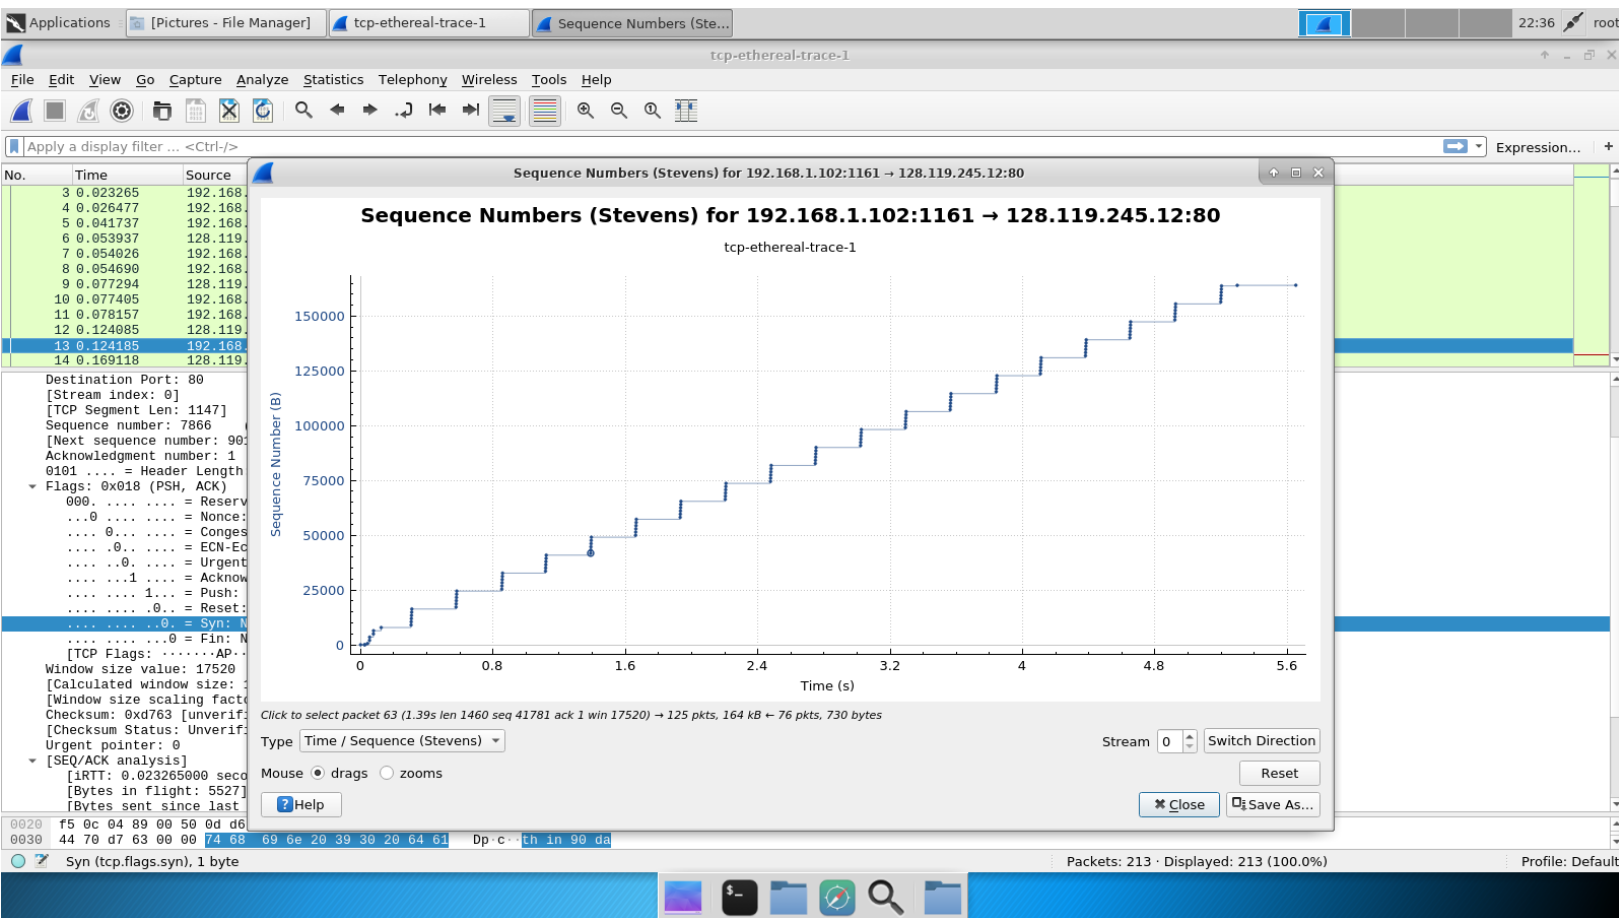 Applications
[Pictures - File Manager]
tcp-ethereal-trace-1
Sequence Numbers (Ste...
22:36
root
tcp-ethereal-trace-1
File Edit View Go Capture Analyze Statistics Telephony Wireless Tools Help
Apply a display filter ... <Ctrl-/>
Expression... +
No. Time Source
3 0.023265 192.168.
4 0.026477 192.168.
5 0.041737 192.168.
6 0.053937 128.119.
7 0.054026 192.168.
8 0.054690 192.168.
9 0.077294 128.119.
10 0.077405 192.168.
11 0.078157 192.168.
12 0.124085 128.119.
13 0.124185 192.168.
14 0.169118 128.119.
Destination Port: 80
[Stream index: 0]
[TCP Segment Len: 1147]
Sequence number: 7866 (
[Next sequence number: 901
Acknowledgment number: 1
0101 .... = Header Length
Flags: 0x018 (PSH, ACK)
000. .... .... = Reserv
...0 .... .... = Nonce:
.... 0... .... = Conges
.... .0.. .... = ECN-Ec
.... ..0. .... = Urgent
.... ...1 .... = Acknow
.... .... 1... = Push:
.... .... .0.. = Reset:
.... .... ..0. = Syn: N
.... .... ...0 = Fin: N
[TCP Flags: ·······AP··
Window size value: 17520
[Calculated window size: 1
[Window size scaling facto
Checksum: 0xd763 [unverifi
[Checksum Status: Unverifi
Urgent pointer: 0
[SEQ/ACK analysis]
[iRTT: 0.023265000 seco
[Bytes in flight: 5527]
[Bytes sent since last
Sequence Numbers (Stevens) for 192.168.1.102:1161 → 128.119.245.12:80
Sequence Numbers (Stevens) for 192.168.1.102:1161 → 128.119.245.12:80
tcp-ethereal-trace-1
Sequence Number (B)
150000
125000
100000
75000
50000
25000
0
0 0.8 1.6 2.4 3.2 4 4.8 5.6
Time (s)
Click to select packet 63 (1.39s len 1460 seq 41781 ack 1 win 17520) → 125 pkts, 164 kB ← 76 pkts, 730 bytes
Type Time / Sequence (Stevens)
Stream 0 Switch Direction
Mouse drags zooms
Reset
Help
Close
Save As...
0020 f5 0c 04 89 00 50 0d d6
0030 44 70 d7 63 00 00 74 68 69 6e 20 39 30 20 64 61 Dp·c··th in 90 da
Syn (tcp.flags.syn), 1 byte
Packets: 213 · Displayed: 213 (100.0%)
Profile: Default